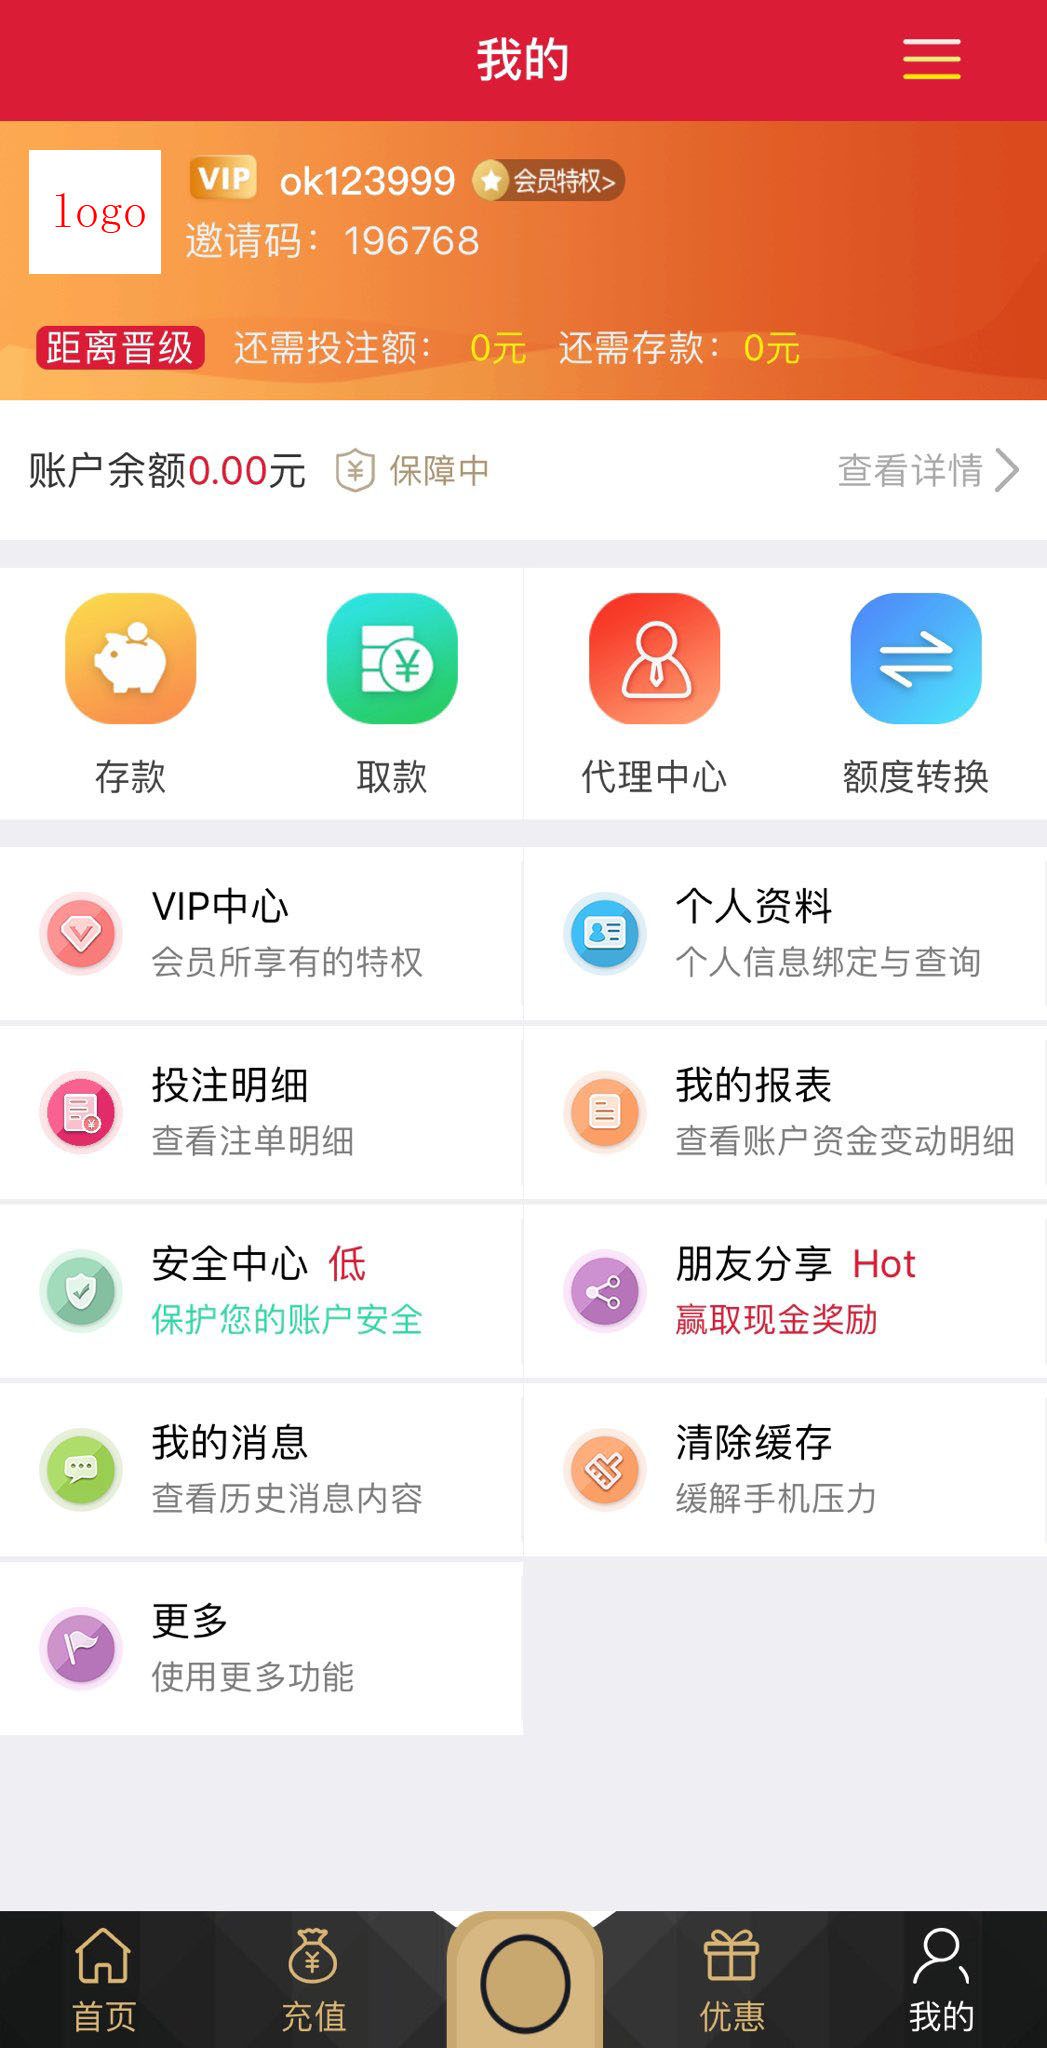 我的
logo
VIP ok123999 会员特权>
邀请码：196768
距离晋级 还需投注额： 0元 还需存款：0元
账户余额0.00元 保障中 查看详情
存款 取款 代理中心 额度转换
VIP中心
会员所享有的特权
个人资料
个人信息绑定与查询
投注明细
查看注单明细
我的报表
查看账户资金变动明细
安全中心 低
保护您的账户安全
朋友分享 Hot
赢取现金奖励
我的消息
查看历史消息内容
清除缓存
缓解手机压力
更多
使用更多功能
首页 充值 优惠 我的